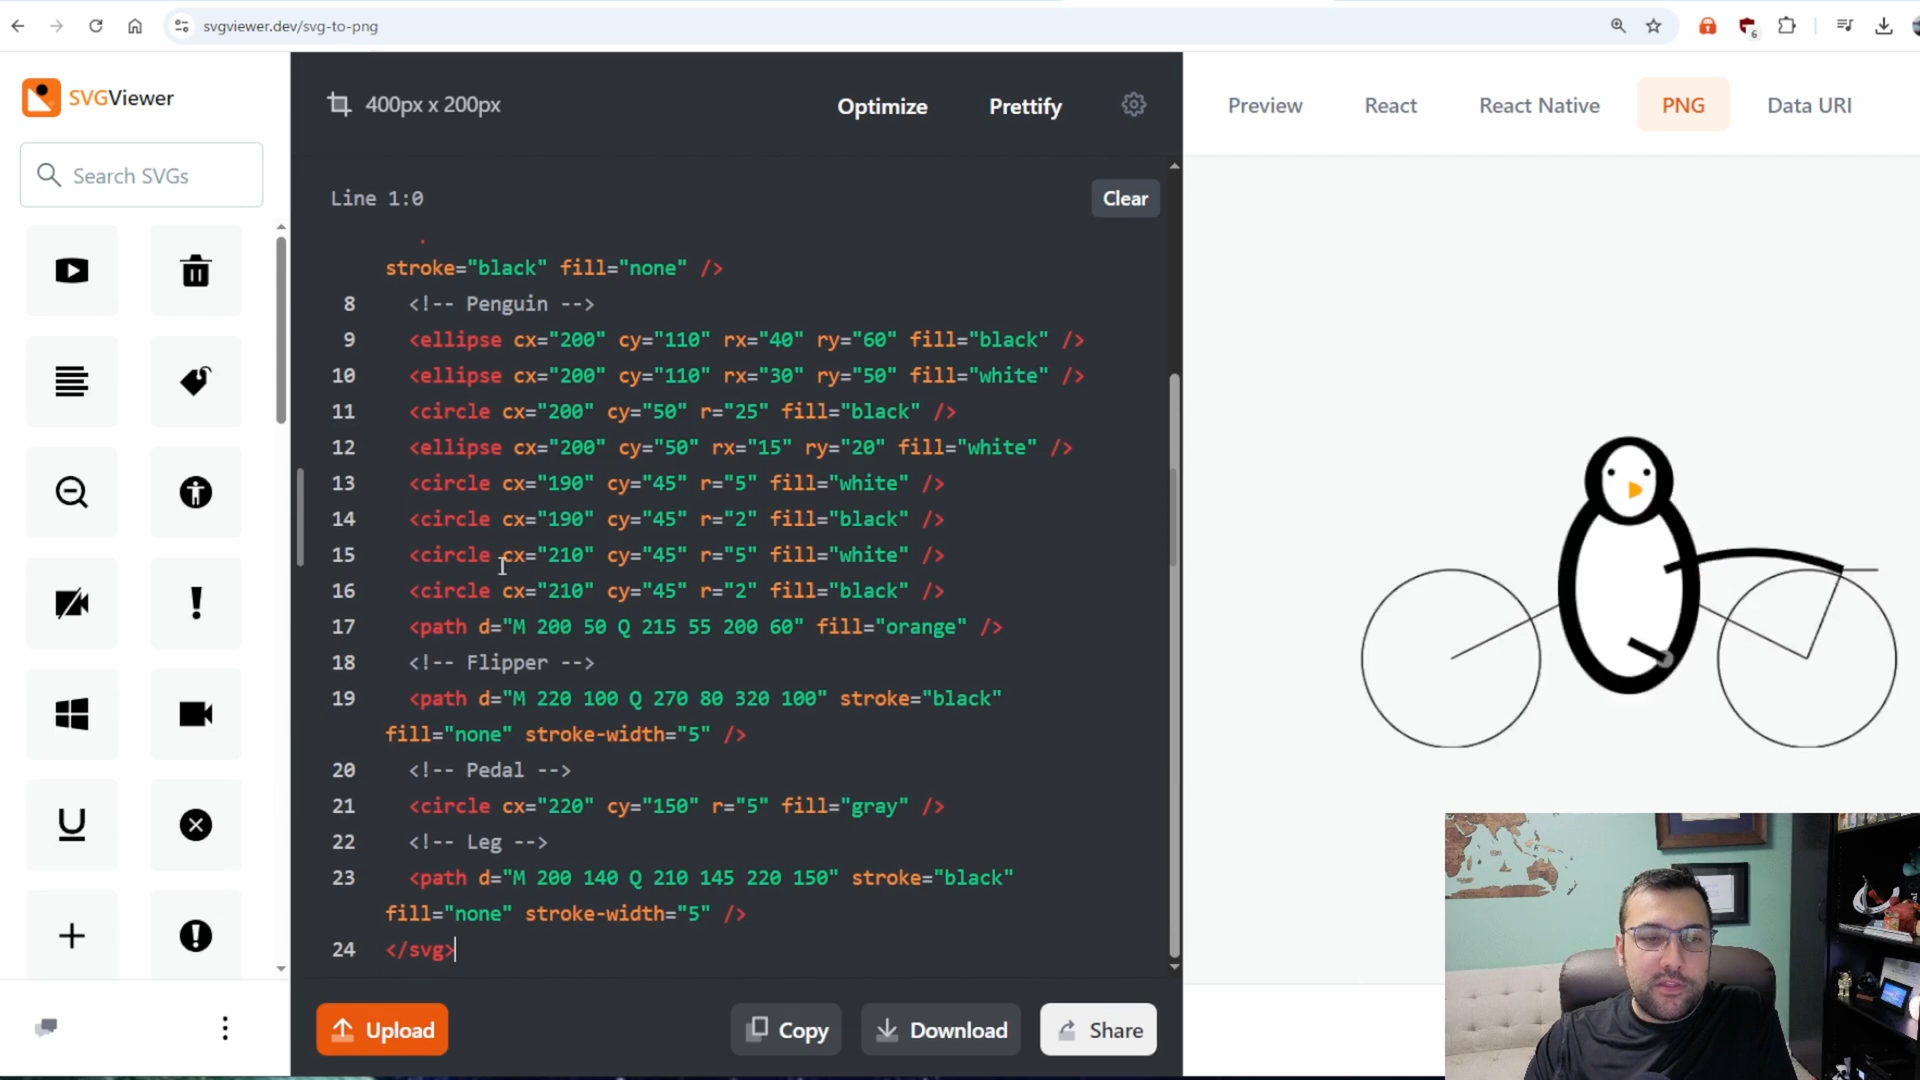 svgviewer.dev/svg-to-png
6
SVGViewer
Search SVGs
400px x 200px
Optimize
Prettify
Preview
React
React Native
PNG
Data URI
Line 1:0
Clear
stroke="black" fill="none" />
8 <!-- Penguin -->
9 <ellipse cx="200" cy="110" rx="40" ry="60" fill="black" />
10 <ellipse cx="200" cy="110" rx="30" ry="50" fill="white" />
11 <circle cx="200" cy="50" r="25" fill="black" />
12 <ellipse cx="200" cy="50" rx="15" ry="20" fill="white" />
13 <circle cx="190" cy="45" r="5" fill="white" />
14 <circle cx="190" cy="45" r="2" fill="black" />
15 <circle cx="210" cy="45" r="5" fill="white" />
16 <circle cx="210" cy="45" r="2" fill="black" />
17 <path d="M 200 50 Q 215 55 200 60" fill="orange" />
18 <!-- Flipper -->
19 <path d="M 220 100 Q 270 80 320 100" stroke="black"
fill="none" stroke-width="5" />
20 <!-- Pedal -->
21 <circle cx="220" cy="150" r="5" fill="gray" />
22 <!-- Leg -->
23 <path d="M 200 140 Q 210 145 220 150" stroke="black"
fill="none" stroke-width="5" />
24 </svg>
Upload
Copy
Download
Share